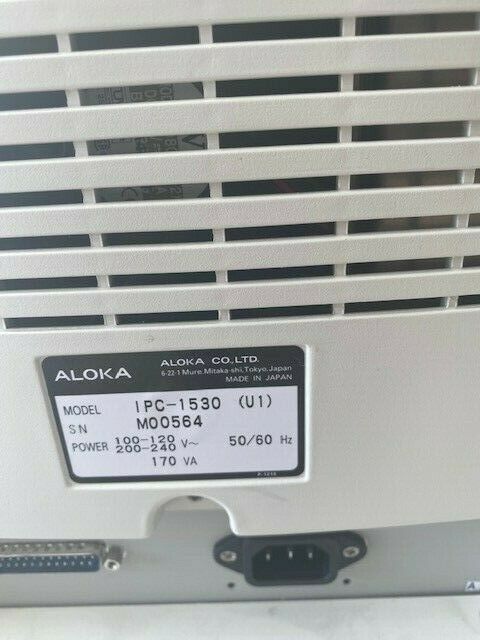 ALOKA
ALOKA CO.,LTD.
6-22-1 Mure, Mitaka-shi, Tokyo, Japan
MADE IN JAPAN
MODEL IPC-1530 (U1)
SN M00564
POWER 100-120 200-240 V~ 50/60 Hz
170 VA